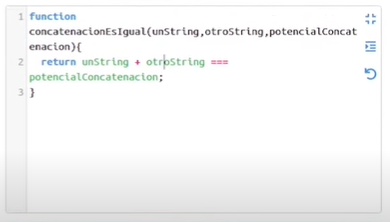 1 function
concatenacionEsIgual(unString,otroString,potencialConcat
enacion){
2 return unString + otroString ===
potencialConcatenacion;
3 }